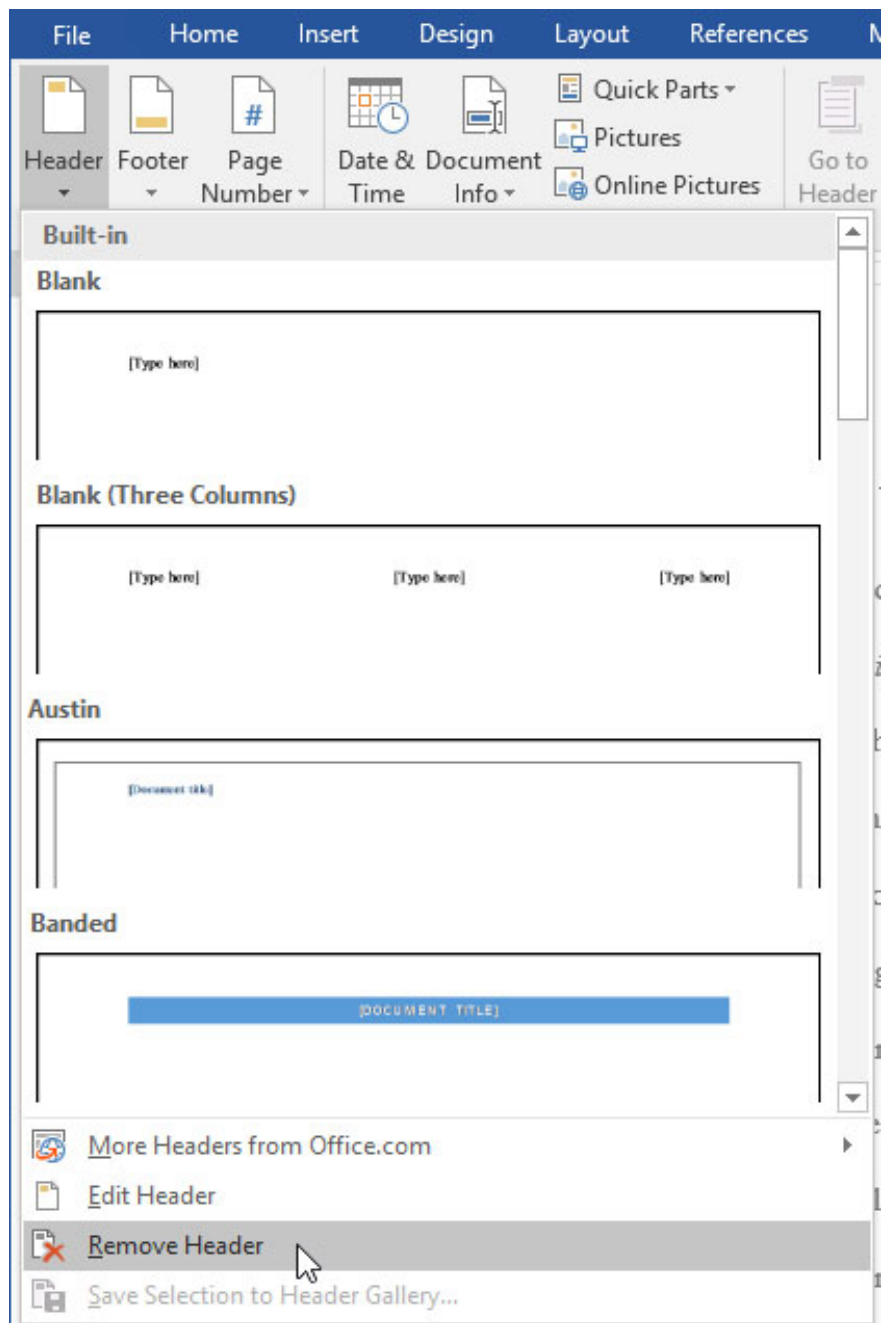 File Home Insert Design Layout References
Header Footer Page Number Date & Time Document Info Quick Parts
Pictures
Online Pictures
Go to Header
Built-in
Blank
[Type here]
Blank (Three Columns)
[Type here] [Type here] [Type here]
Austin
[Document title]
Banded
[DOCUMENT TITLE]
More Headers from Office.com
Edit Header
Remove Header
Save Selection to Header Gallery...